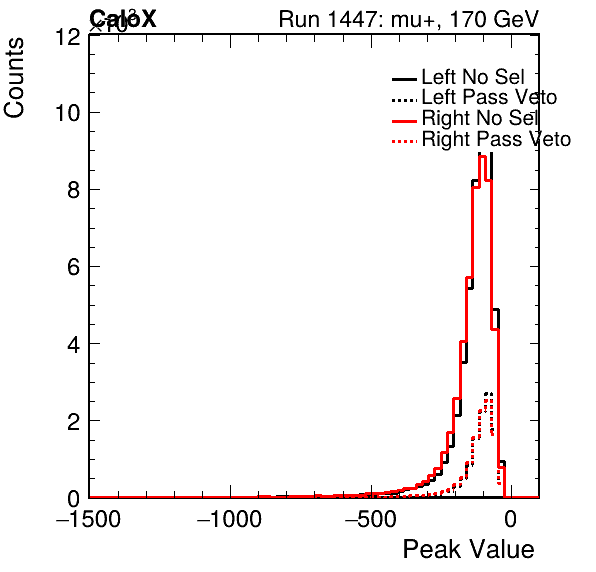 CaloX Run 1447: mu+, 170 GeV
×10³
Counts
12
10
8
6
4
2
0
Left No Sel
Left Pass Veto
Right No Sel
Right Pass Veto
−1500 −1000 −500 0
Peak Value